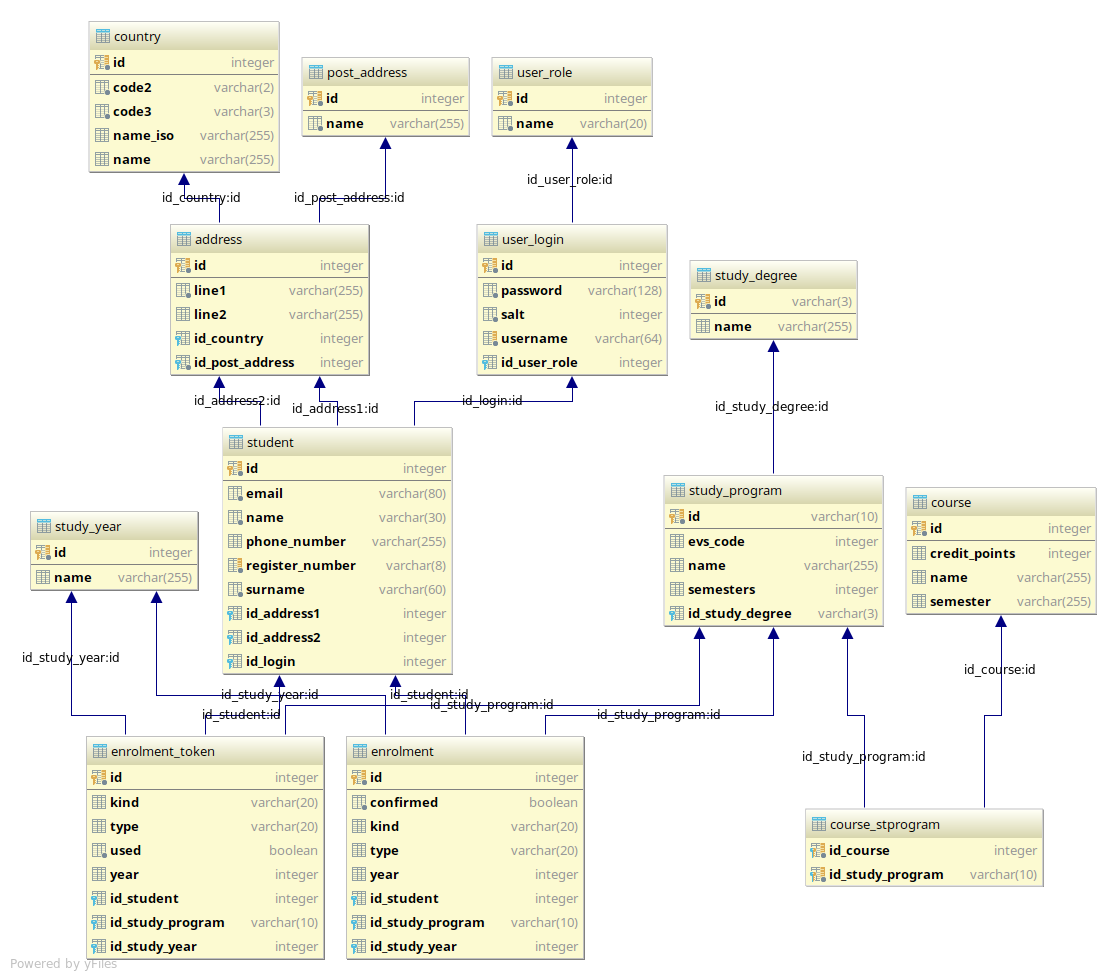 country
id integer
code2 varchar(2)
code3 varchar(3)
name_iso varchar(255)
name varchar(255)
post_address
id integer
name varchar(255)
user_role
id integer
name varchar(20)
id_country:id
id_post_address:id
id_user_role:id
address
id integer
line1 varchar(255)
line2 varchar(255)
id_country integer
id_post_address integer
user_login
id integer
password varchar(128)
salt integer
username varchar(64)
id_user_role integer
study_degree
id varchar(3)
name varchar(255)
id_address2:id
id_address1:id
id_login:id
id_study_degree:id
student
id integer
email varchar(80)
name varchar(30)
phone_number varchar(255)
register_number varchar(8)
surname varchar(60)
id_address1 integer
id_address2 integer
id_login integer
study_year
id integer
name varchar(255)
study_program
id varchar(10)
evs_code integer
name varchar(255)
semesters integer
id_study_degree varchar(3)
course
id integer
credit_points integer
name varchar(255)
semester varchar(255)
id_study_year:id
id_study_year:id
id_student:id
id_student:id
id_study_program:id
id_study_program:id
id_course:id
id_study_program:id
enrolment_token
id integer
kind varchar(20)
type varchar(20)
used boolean
year integer
id_student integer
id_study_program varchar(10)
id_study_year integer
enrolment
id integer
confirmed boolean
kind varchar(20)
type varchar(20)
year integer
id_student integer
id_study_program varchar(10)
id_study_year integer
course_stprogram
id_course integer
id_study_program varchar(10)
Powered by yFiles